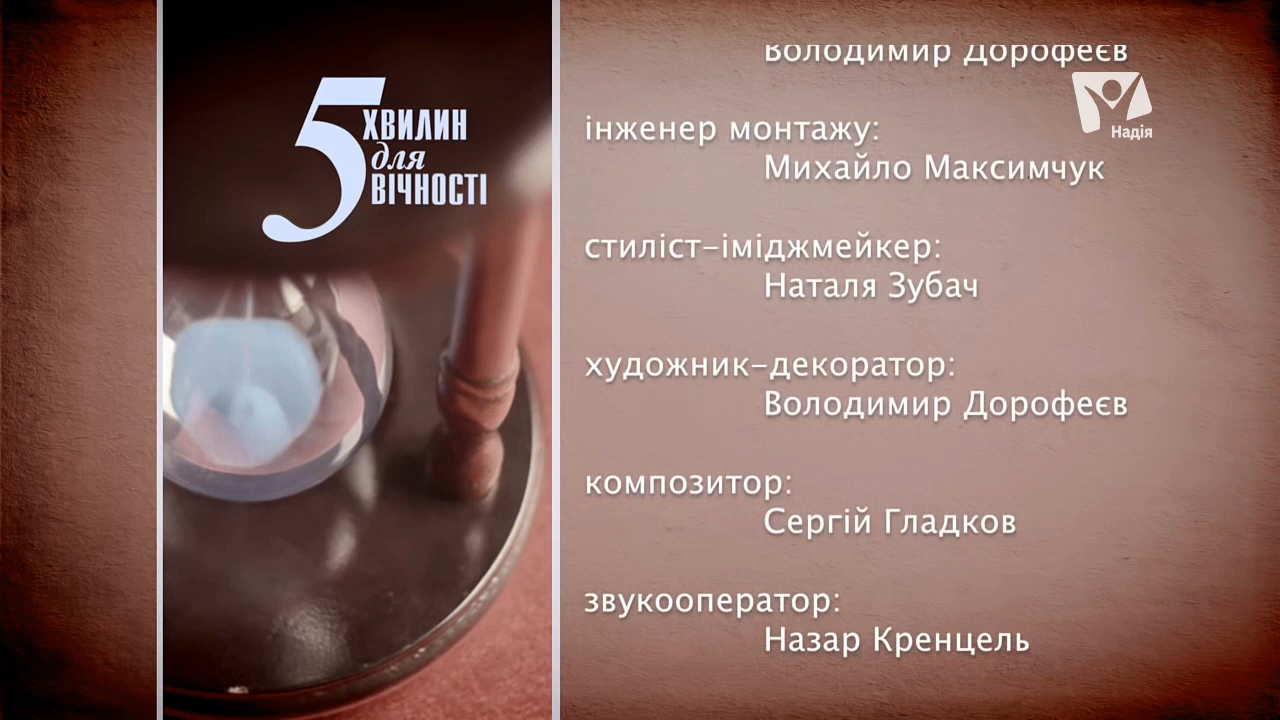 5 ХВИЛИН
для
ВІЧНОСТІ
Володимир Дорофеєв
Надія
інженер монтажу:
Михайло Максимчук
стиліст-іміджмейкер:
Наталя Зубач
художник-декоратор:
Володимир Дорофеєв
композитор:
Сергій Гладков
звукооператор:
Назар Кренцель